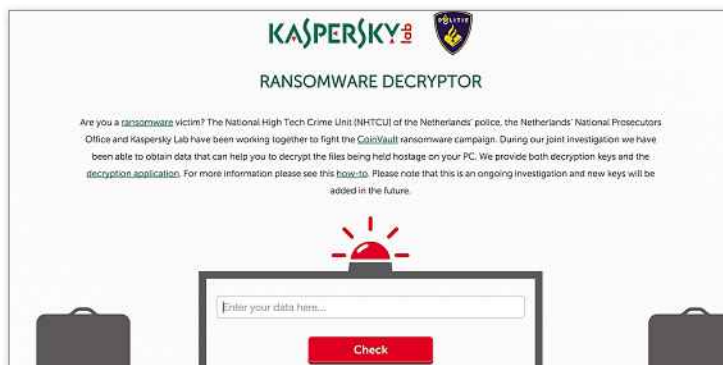 KASPERSKY lab
POLITIE
RANSOMWARE DECRYPTOR
Are you a ransomware victim? The National High Tech Crime Unit (NHTCU) of the Netherlands' police, the Netherlands' National Prosecutors
Office and Kaspersky Lab have been working together to fight the CoinVault ransomware campaign. During our joint investigation we have
been able to obtain data that can help you to decrypt the files being held hostage on your PC. We provide both decryption keys and the
decryption application. For more information please see this how-to. Please note that this is an ongoing investigation and new keys will be
added in the future.
Enter your data here...
Check